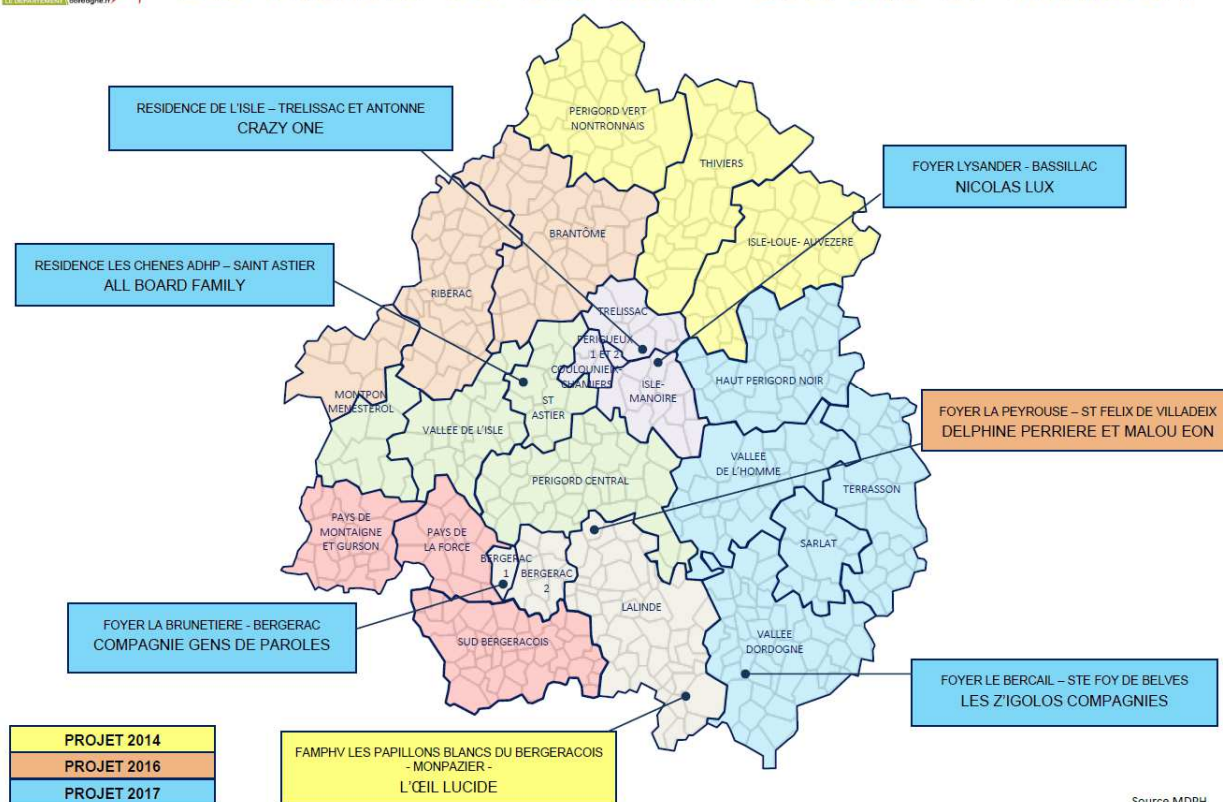 LE DEPARTEMENT dordogne.fr
RESIDENCE DE L'ISLE – TRELISSAC ET ANTONNE
CRAZY ONE
PERIGORD VERT
NONTRONNAIS
THIVIERS
FOYER LYSANDER - BASSILLAC
NICOLAS LUX
BRANTÔME
ISLE-LOUE- AUVEZERE
RESIDENCE LES CHENES ADHP – SAINT ASTIER
ALL BOARD FAMILY
RIBERAC
TRELISSAC
PERIGUEUX
1 ET 2
COULOUNIEIX-
CHAMIERS
ISLE-
MANOIRE
HAUT PERIGORD NOIR
MONTPON
MENESTEROL
ST
ASTIER
VALLEE DE L'ISLE
FOYER LA PEYROUSE – ST FELIX DE VILLADEIX
DELPHINE PERRIERE ET MALOU EON
VALLEE
DE L'HOMME
PERIGORD CENTRAL
TERRASSON
PAYS DE
MONTAIGNE
ET GURSON
PAYS DE
LA FORCE
SARLAT
BERGERAC
1
BERGERAC
2
LALINDE
FOYER LA BRUNETIERE - BERGERAC
COMPAGNIE GENS DE PAROLES
SUD BERGERACOIS
VALLEE
DORDOGNE
FOYER LE BERCAIL – STE FOY DE BELVES
LES Z'IGOLOS COMPAGNIES
PROJET 2014
PROJET 2016
PROJET 2017
FAMPHV LES PAPILLONS BLANCS DU BERGERACOIS
- MONPAZIER -
L'ŒIL LUCIDE
Source MDPH